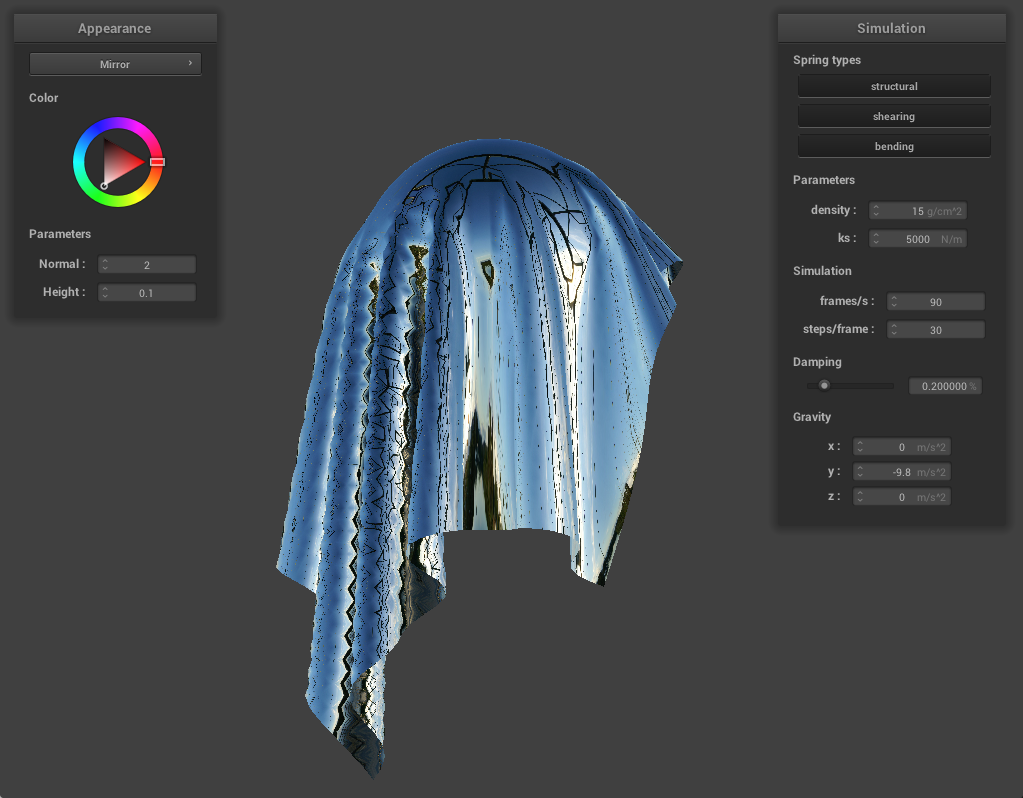 Appearance
Mirror
Color
Parameters
Normal : 2
Height : 0.1
Simulation
Spring types
structural
shearing
bending
Parameters
density : 15 g/cm^2
ks : 5000 N/m
Simulation
frames/s : 90
steps/frame : 30
Damping
0.200000 %
Gravity
x : 0 m/s^2
y : -9.8 m/s^2
z : 0 m/s^2